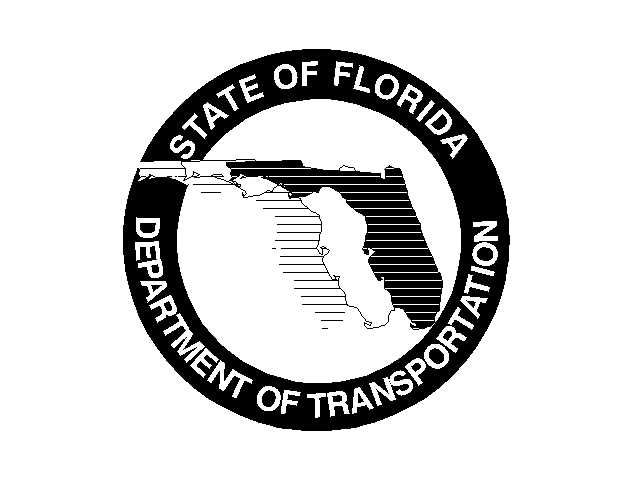 STATE OF FLORIDA
DEPARTMENT OF TRANSPORTATION